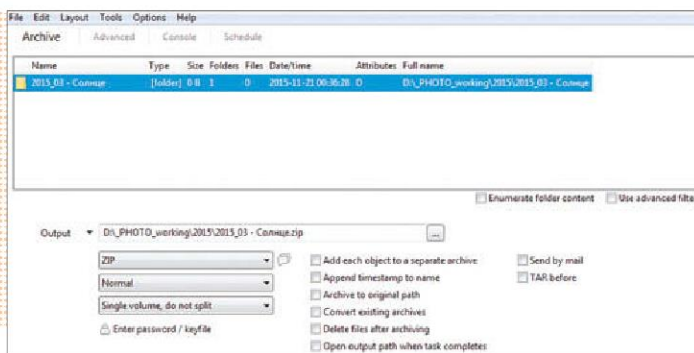 File Edit Layout Tools Options Help
Archive Advanced Console Schedule
Name Type Size Folders Files Date/time Attributes Full name
2015_03 - Солнце [folder] 0 B 1 0 2015-11-21 00:36:28 D D:\_PHOTO_working\2015\2015_03 - Солнце
Enumerate folder content Use advanced filte
Output D:\_PHOTO_working\2015\2015_03 - Солнце.zip ...
ZIP Add each object to a separate archive Send by mail
Normal Append timestamp to name TAR before
Archive to original path
Single volume, do not split Convert existing archives
Enter password / keyfile Delete files after archiving
Open output path when task completes